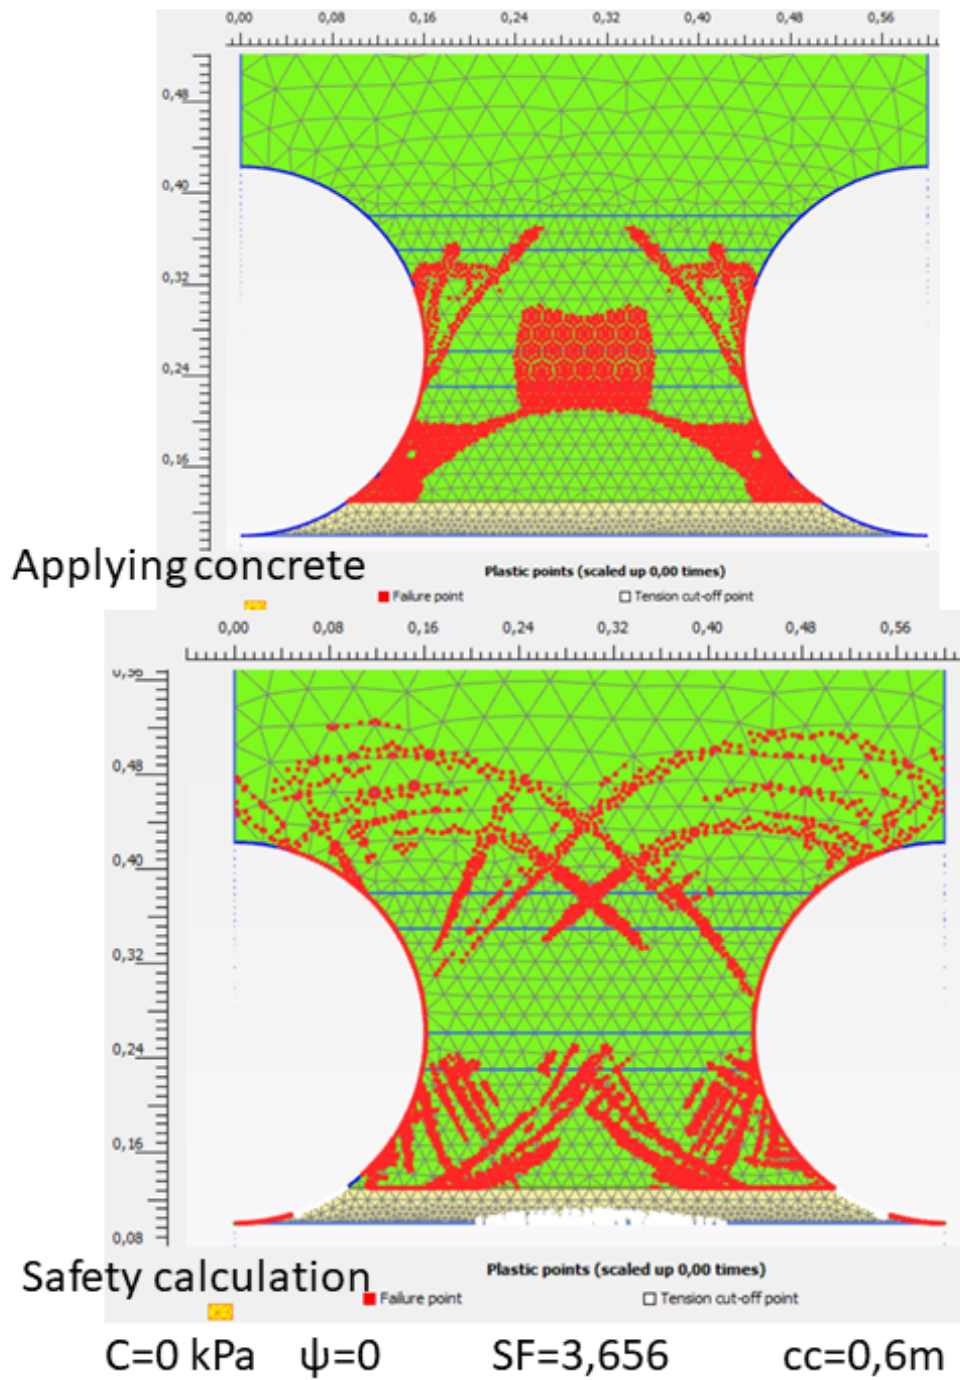 0,00 0,08 0,16 0,24 0,32 0,40 0,48 0,56
0,48
0,40
0,32
0,24
0,16
Applying concrete
Plastic points (scaled up 0,00 times)
Failure point Tension cut-off point
0,00 0,08 0,16 0,24 0,32 0,40 0,48 0,56
0,56
0,48
0,40
0,32
0,24
0,16
0,08
Safety calculation
Plastic points (scaled up 0,00 times)
Failure point Tension cut-off point
C=0 kPa ψ=0 SF=3,656 cc=0,6m